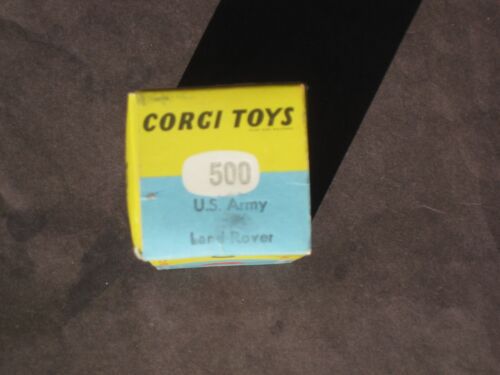 CORGI TOYS
500
U.S. Army
Land Rover